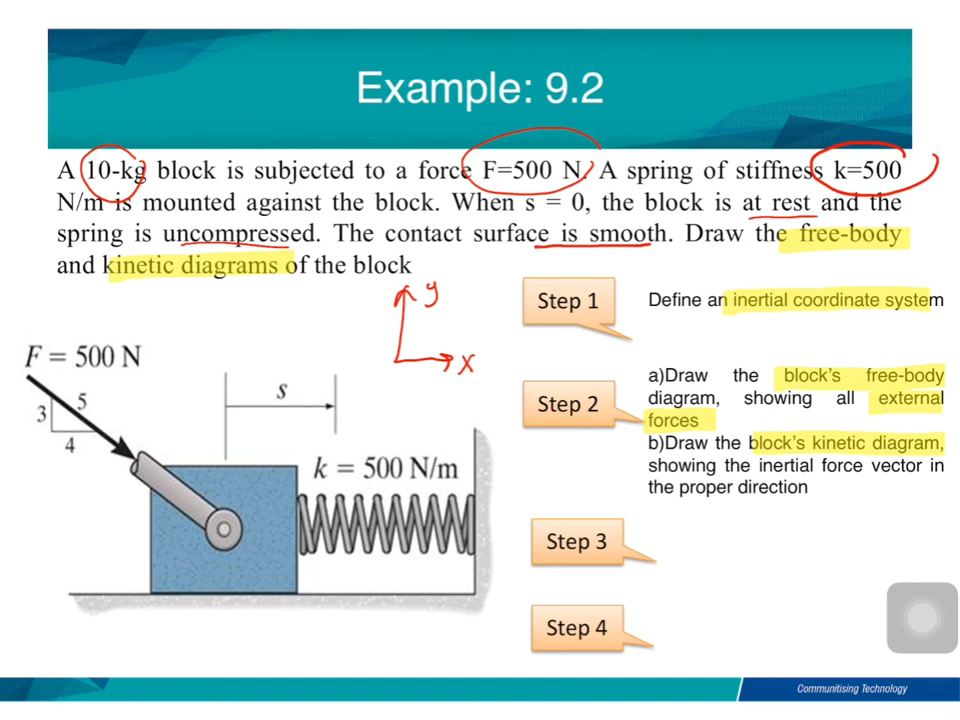 Example: 9.2
A 10-kg block is subjected to a force F=500 N. A spring of stiffness k=500
N/m is mounted against the block. When s = 0, the block is at rest and the
spring is uncompressed. The contact surface is smooth. Draw the free-body
and kinetic diagrams of the block
y
x
Step 1
Define an inertial coordinate system
F = 500 N
3
5
4
s
k = 500 N/m
Step 2
a)Draw the block's free-body
diagram, showing all external
forces
b)Draw the block's kinetic diagram,
showing the inertial force vector in
the proper direction
Step 3
Step 4
Communitising Technology